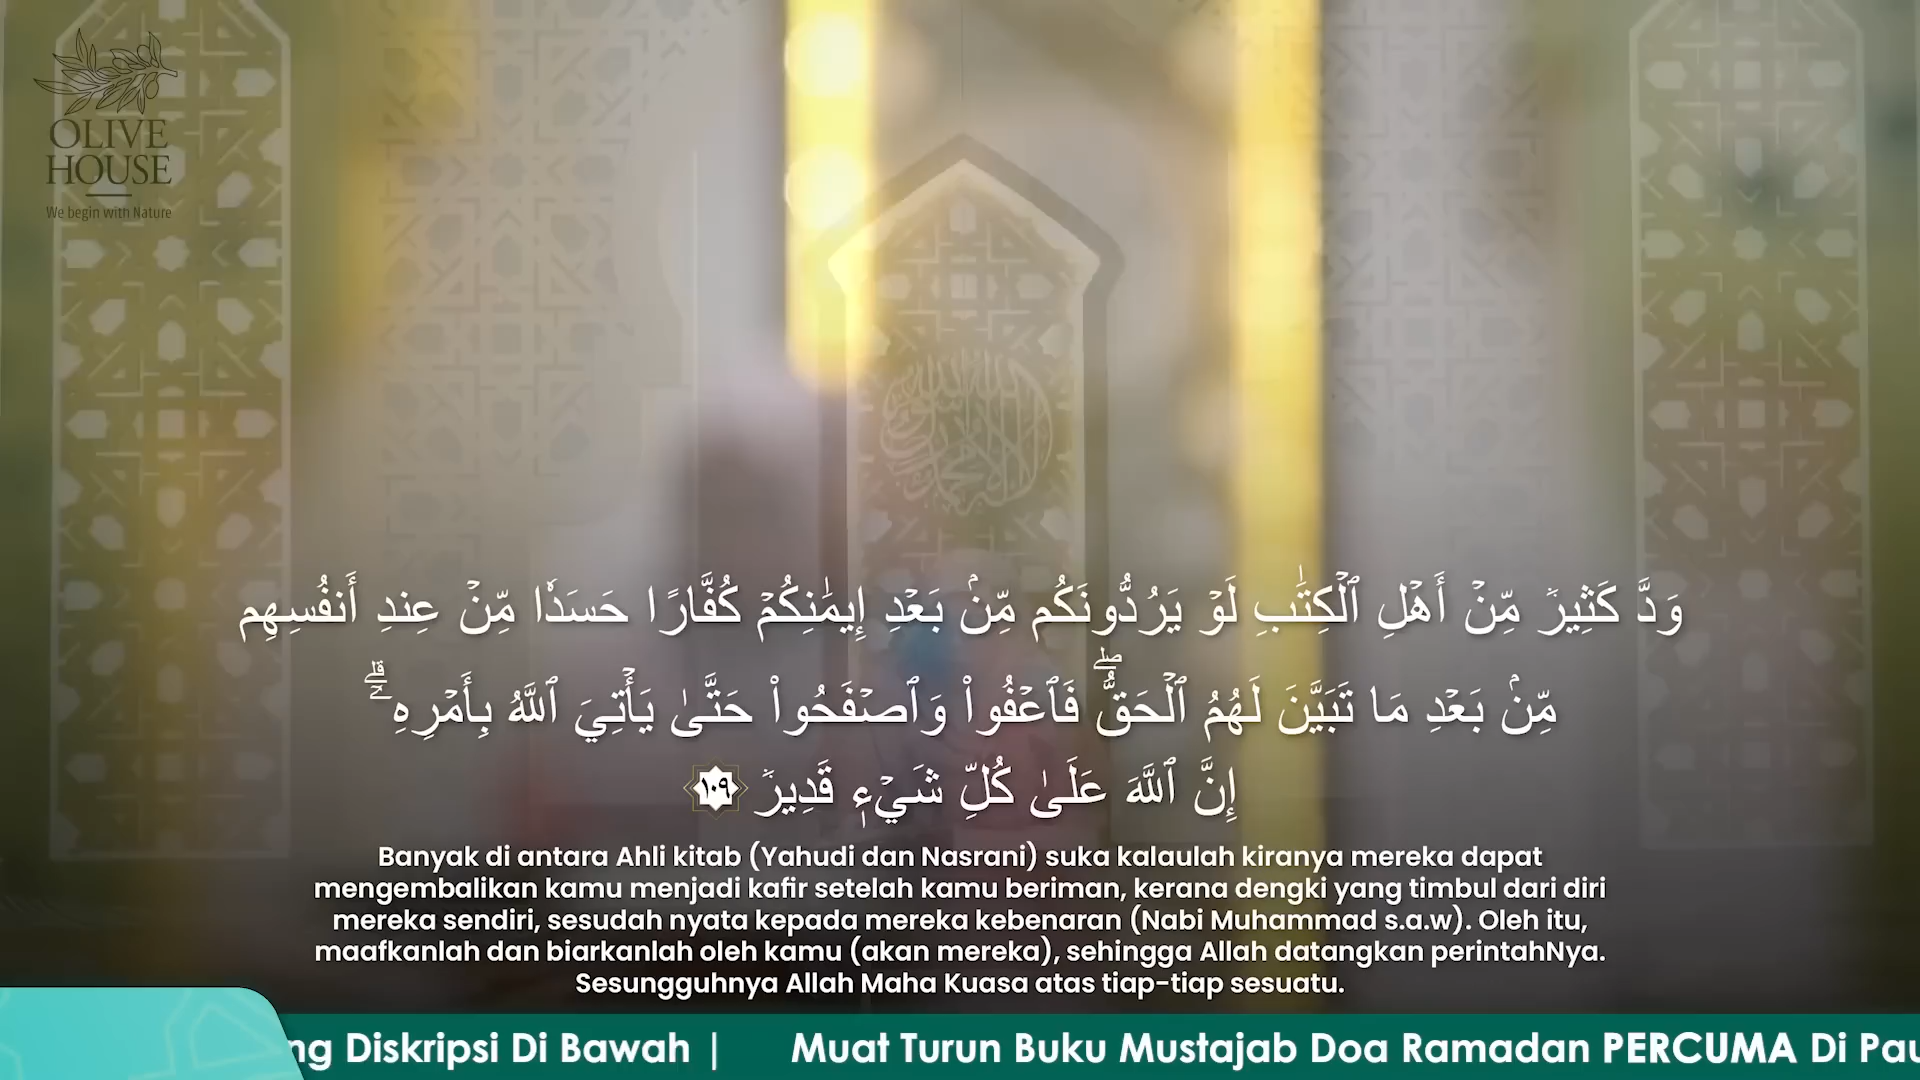 OLIVE
HOUSE
We begin with Nature
وَدَّ كَثِيرٌ مِّنْ أَهْلِ ٱلْكِتَٰبِ لَوْ يَرُدُّونَكُم مِّنۢ بَعْدِ إِيمَٰنِكُمْ كُفَّارًا حَسَدًا مِّنْ عِندِ أَنفُسِهِم
مِّنۢ بَعْدِ مَا تَبَيَّنَ لَهُمُ ٱلْحَقُّ ۖ فَٱعْفُوا۟ وَٱصْفَحُوا۟ حَتَّىٰ يَأْتِيَ ٱللَّهُ بِأَمْرِهِۦٓ ۗ
إِنَّ ٱللَّهَ عَلَىٰ كُلِّ شَيْءٍ قَدِيرٌ ١٠٩
Banyak di antara Ahli kitab (Yahudi dan Nasrani) suka kalaulah kiranya mereka dapat
mengembalikan kamu menjadi kafir setelah kamu beriman, kerana dengki yang timbul dari diri
mereka sendiri, sesudah nyata kepada mereka kebenaran (Nabi Muhammad s.a.w). Oleh itu,
maafkanlah dan biarkanlah oleh kamu (akan mereka), sehingga Allah datangkan perintahNya.
Sesungguhnya Allah Maha Kuasa atas tiap-tiap sesuatu.
ng Diskripsi Di Bawah | Muat Turun Buku Mustajab Doa Ramadan PERCUMA Di Pau